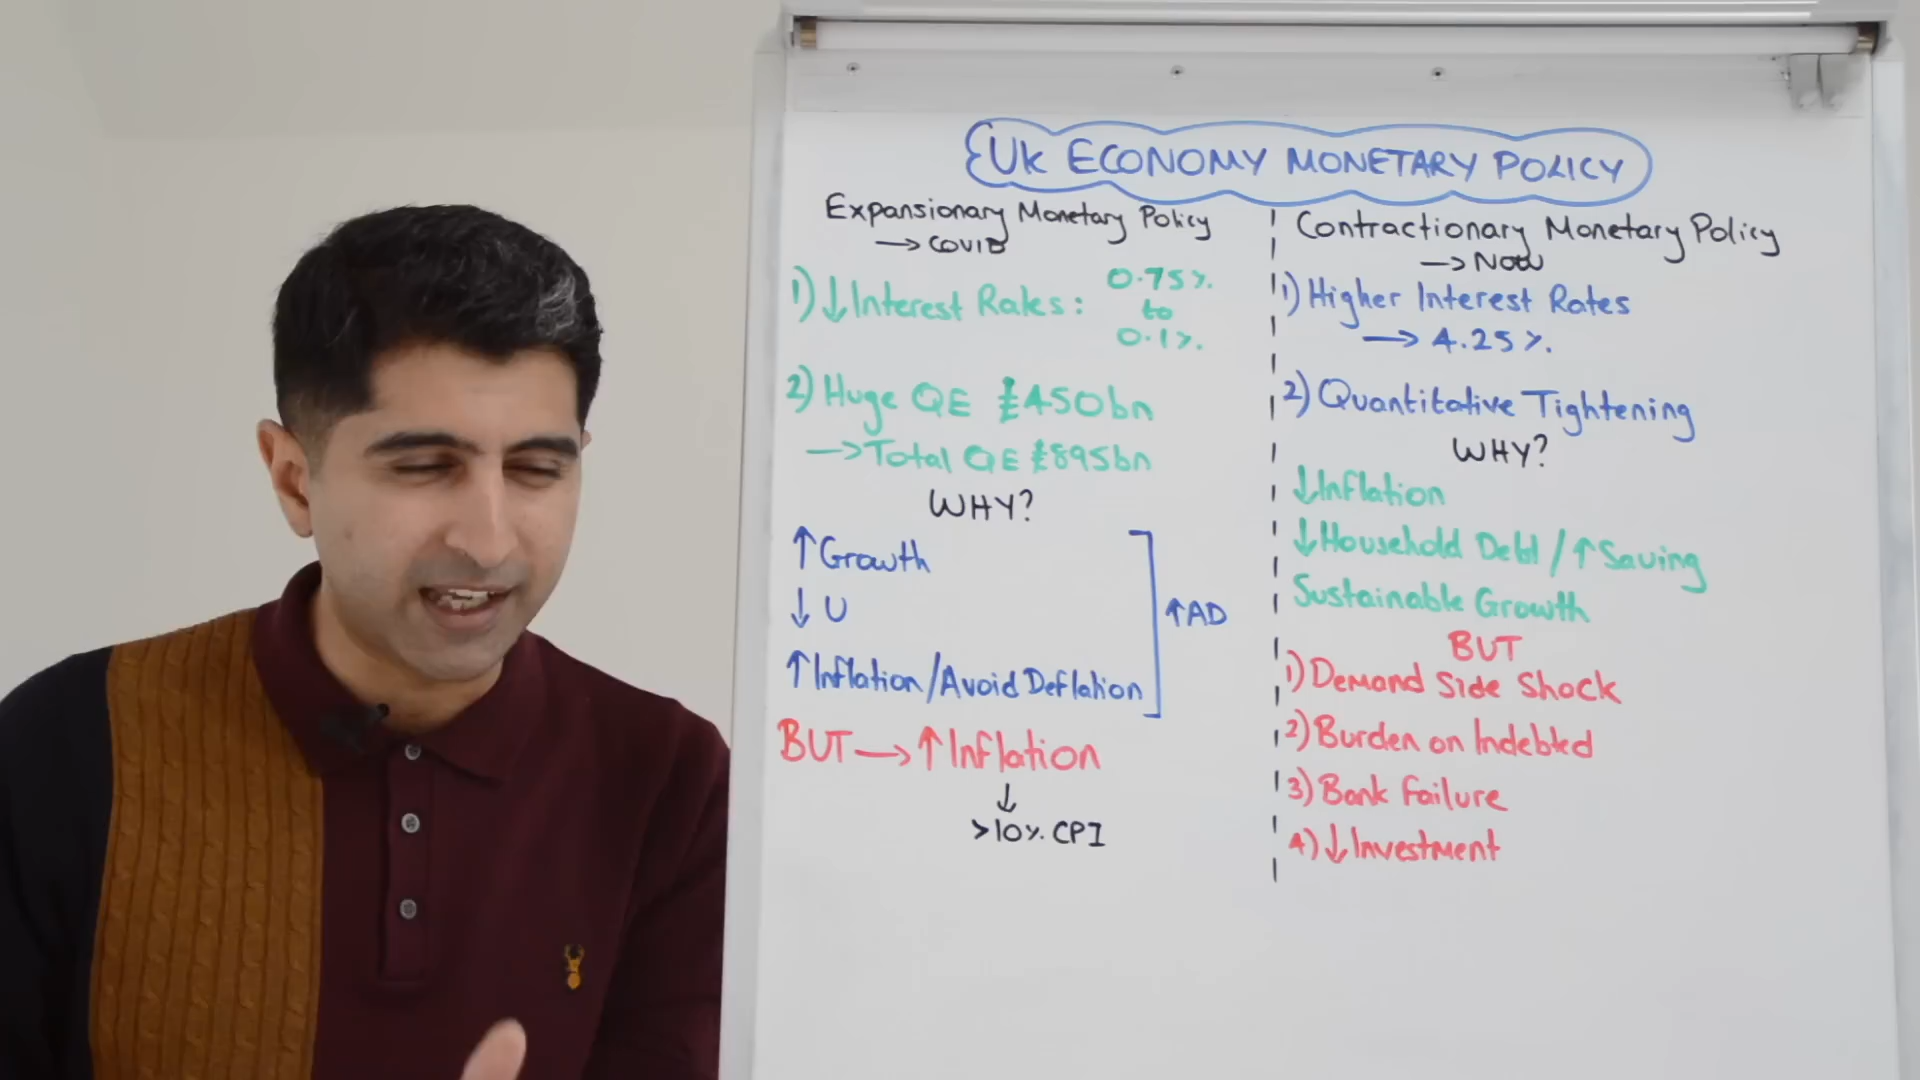 UK ECONOMY MONETARY POLICY
Expansionary Monetary Policy
→ COVID
1) ↓ Interest Rates: 0.75%
to
0.1%
2) Huge QE £450bn
→ Total QE £895bn
WHY?
↑ Growth
↓ U
↑ Inflation/Avoid Deflation
↑ AD
BUT → ↑ Inflation
↓
>10% CPI
Contractionary Monetary Policy
→ Now
1) Higher Interest Rates
→ 4.25%
2) Quantitative Tightening
WHY?
↓ Inflation
↓ Household Debt / ↑ Saving
Sustainable Growth
BUT
1) Demand Side Shock
2) Burden on Indebted
3) Bank Failure
4) ↓ Investment